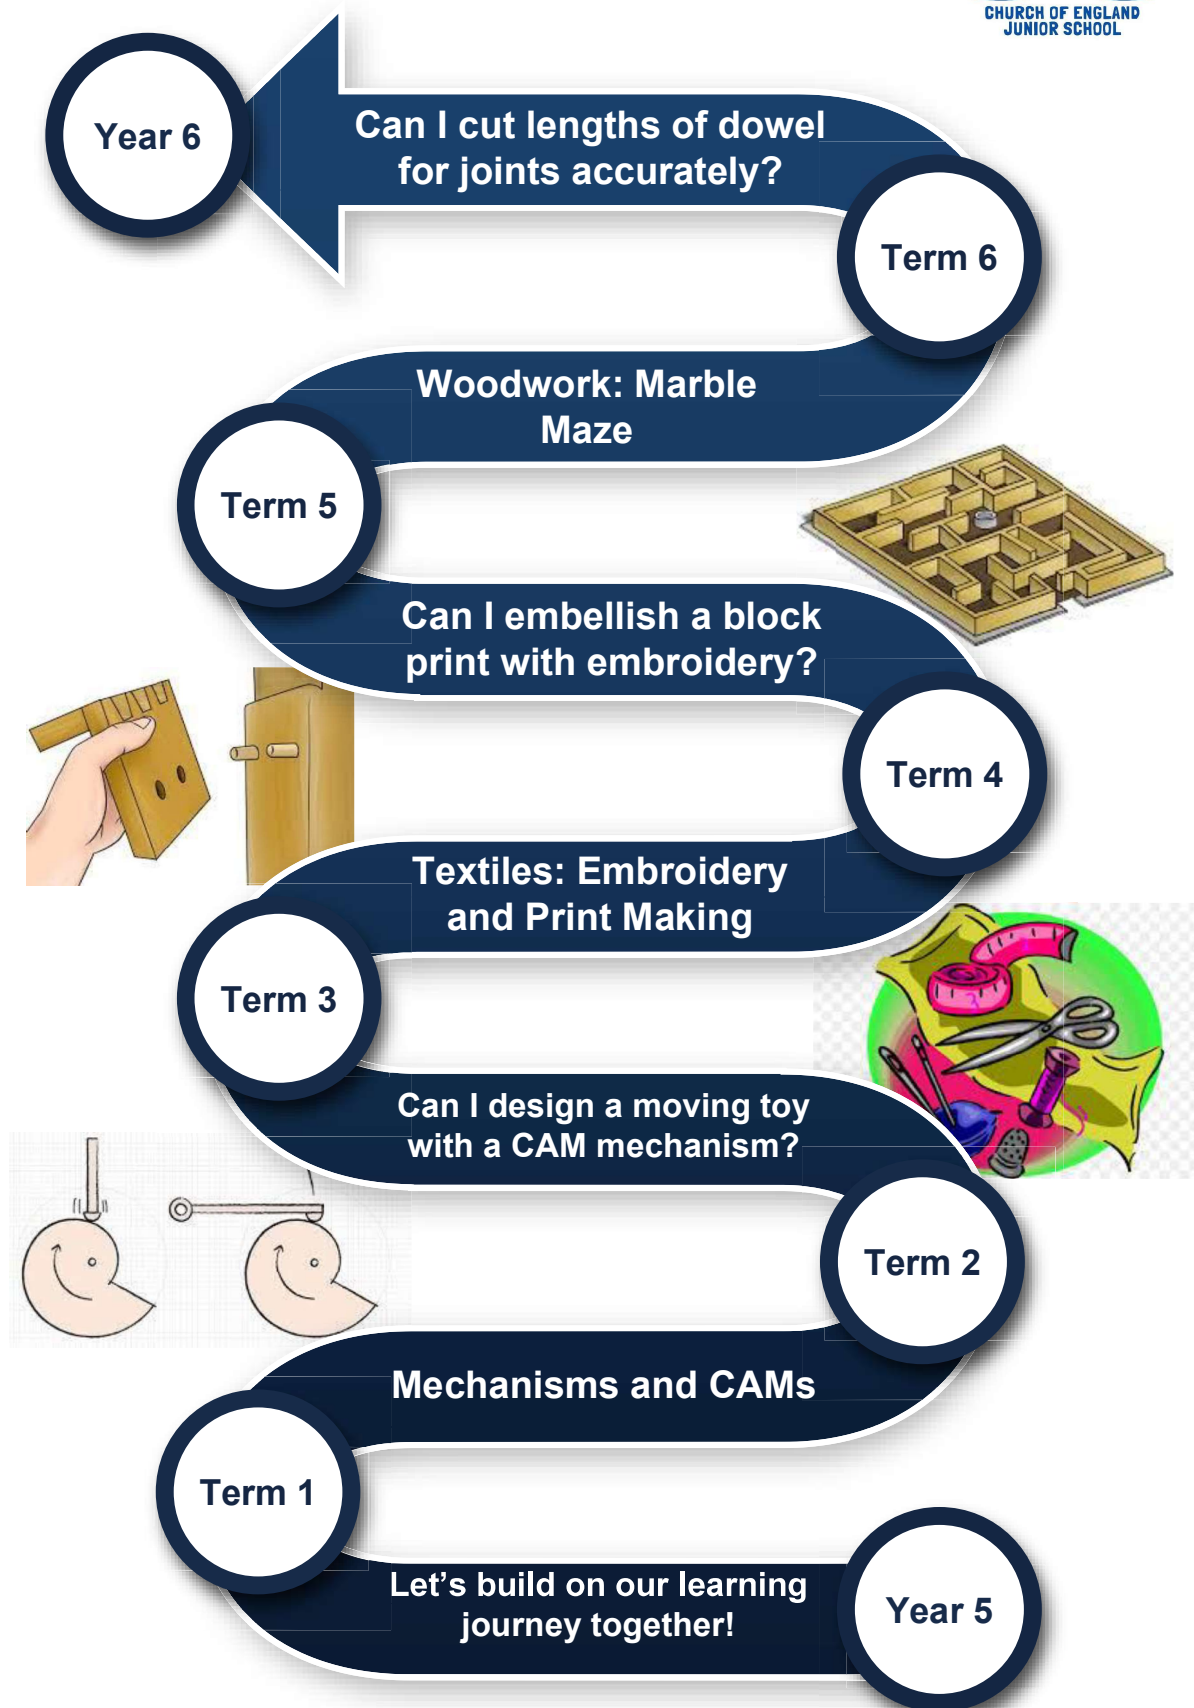 CHURCH OF ENGLAND
JUNIOR SCHOOL
Year 6
Can I cut lengths of dowel
for joints accurately?
Term 6
Woodwork: Marble
Maze
Term 5
Can I embellish a block
print with embroidery?
Term 4
Textiles: Embroidery
and Print Making
Term 3
Can I design a moving toy
with a CAM mechanism?
Term 2
Mechanisms and CAMs
Term 1
Let’s build on our learning
journey together!
Year 5